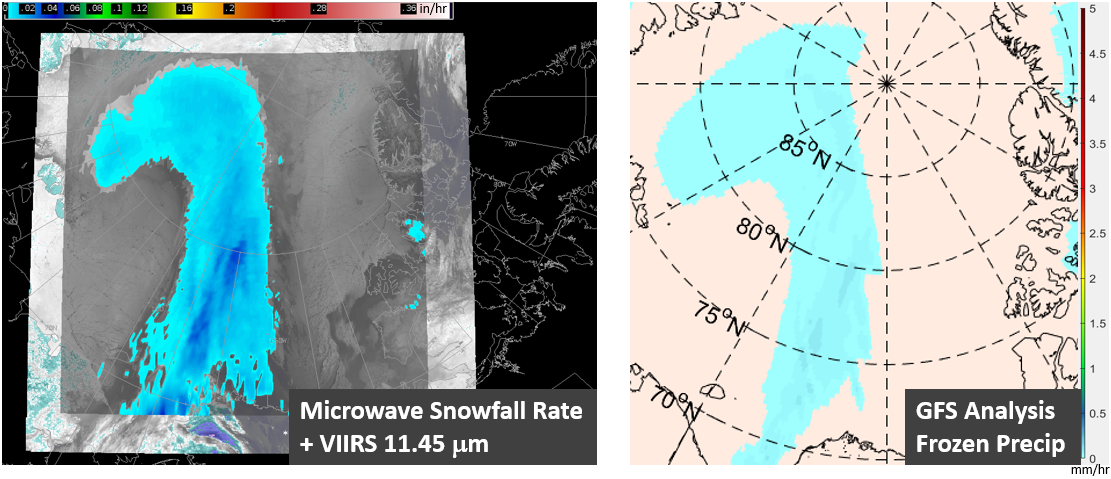 0 .02 .04 .06 .08 .1 .12 .16 .2 .28 .36 in/hr
70W
80W
Microwave Snowfall Rate
+ VIIRS 11.45 µm
85°N
80°N
75°N
70°N
GFS Analysis
Frozen Precip
5
4.5
4
3.5
3
2.5
2
1.5
1
0.5
0
mm/hr